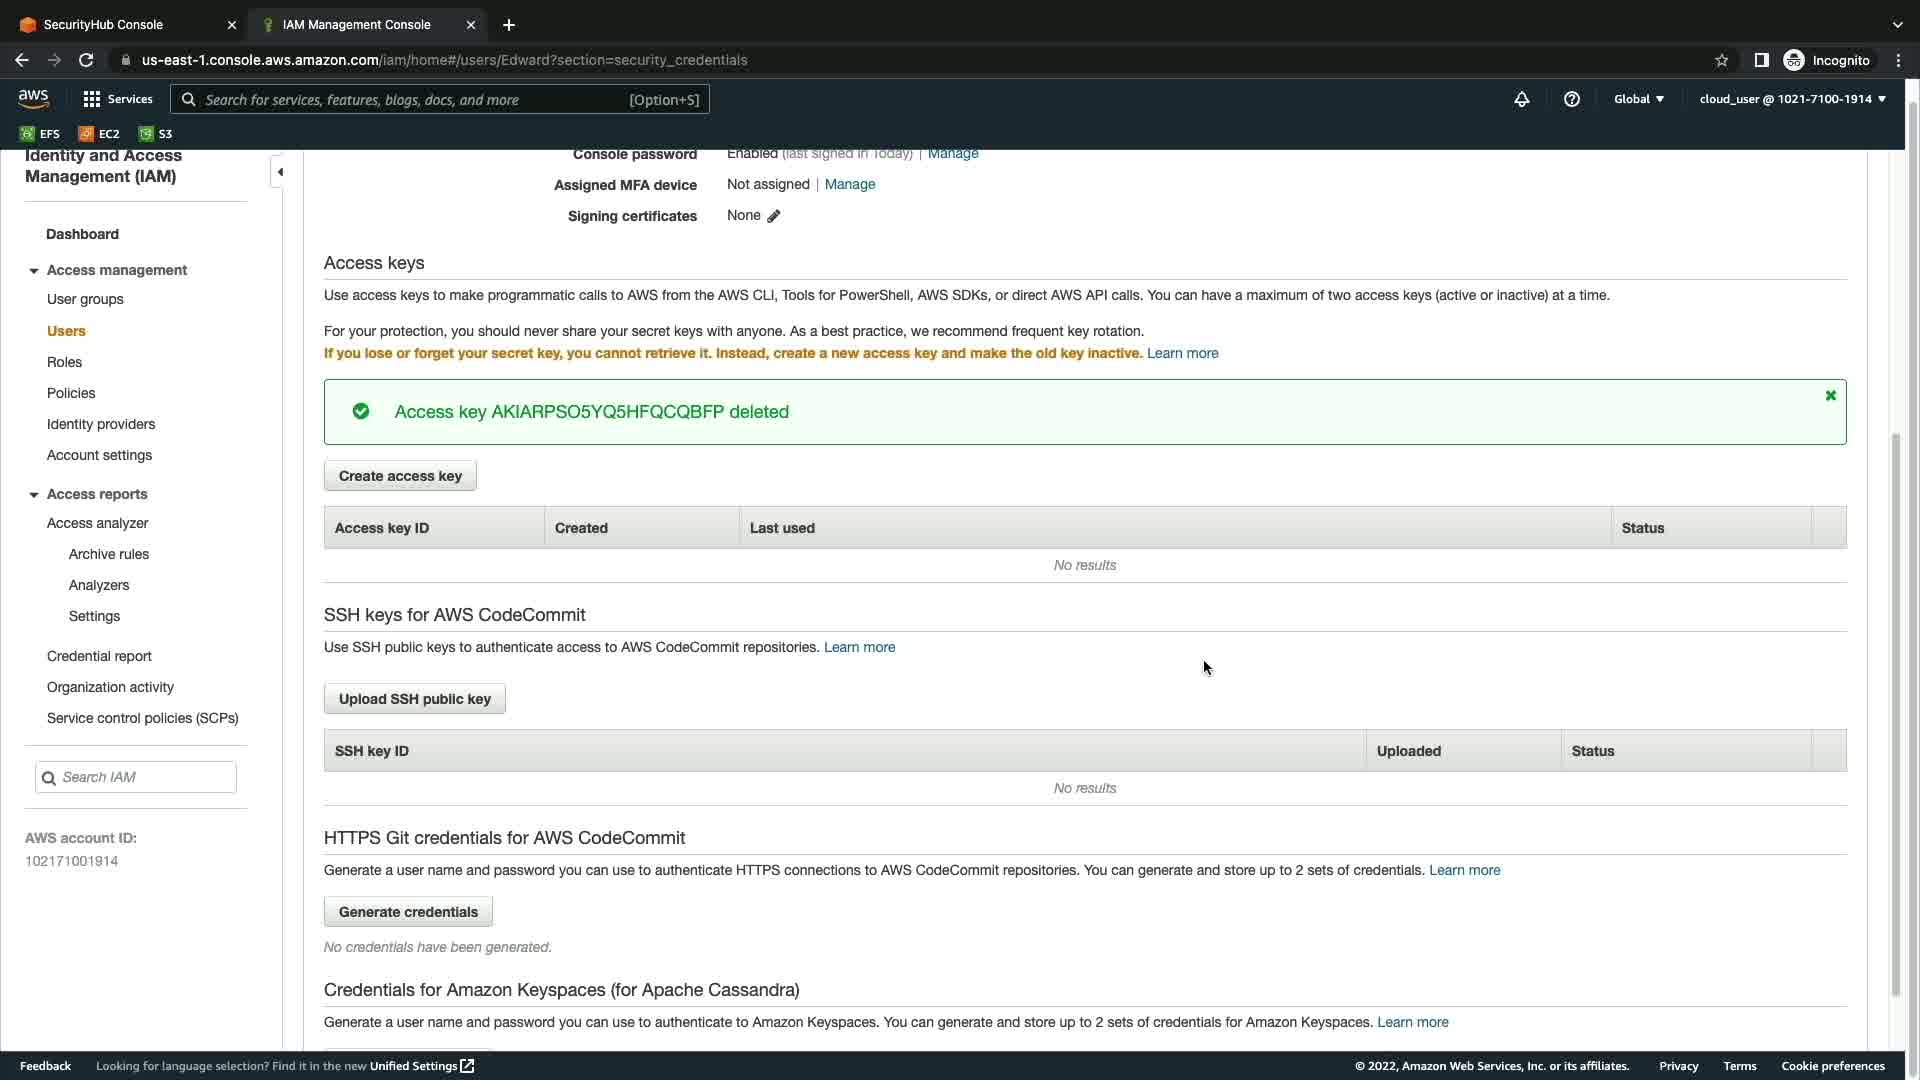 SecurityHub Console
IAM Management Console
us-east-1.console.aws.amazon.com/iam/home#/users/Edward?section=security_credentials
Incognito
aws
Services
Search for services, features, blogs, docs, and more
[Option+S]
Global
cloud_user @ 1021-7100-1914
EFS
EC2
S3
Identity and Access
Management (IAM)
Dashboard
Access management
User groups
Users
Roles
Policies
Identity providers
Account settings
Access reports
Access analyzer
Archive rules
Analyzers
Settings
Credential report
Organization activity
Service control policies (SCPs)
Search IAM
AWS account ID:
102171001914
Console password Enabled (last signed in Today) | Manage
Assigned MFA device Not assigned | Manage
Signing certificates None
Access keys
Use access keys to make programmatic calls to AWS from the AWS CLI, Tools for PowerShell, AWS SDKs, or direct AWS API calls. You can have a maximum of two access keys (active or inactive) at a time.
For your protection, you should never share your secret keys with anyone. As a best practice, we recommend frequent key rotation.
If you lose or forget your secret key, you cannot retrieve it. Instead, create a new access key and make the old key inactive. Learn more
Access key AKIARPSO5YQ5HFQCQBFP deleted
Create access key
Access key ID Created Last used Status
No results
SSH keys for AWS CodeCommit
Use SSH public keys to authenticate access to AWS CodeCommit repositories. Learn more
Upload SSH public key
SSH key ID Uploaded Status
No results
HTTPS Git credentials for AWS CodeCommit
Generate a user name and password you can use to authenticate HTTPS connections to AWS CodeCommit repositories. You can generate and store up to 2 sets of credentials. Learn more
Generate credentials
No credentials have been generated.
Credentials for Amazon Keyspaces (for Apache Cassandra)
Generate a user name and password you can use to authenticate to Amazon Keyspaces. You can generate and store up to 2 sets of credentials for Amazon Keyspaces. Learn more
Feedback
Looking for language selection? Find it in the new Unified Settings
© 2022, Amazon Web Services, Inc. or its affiliates.
Privacy
Terms
Cookie preferences